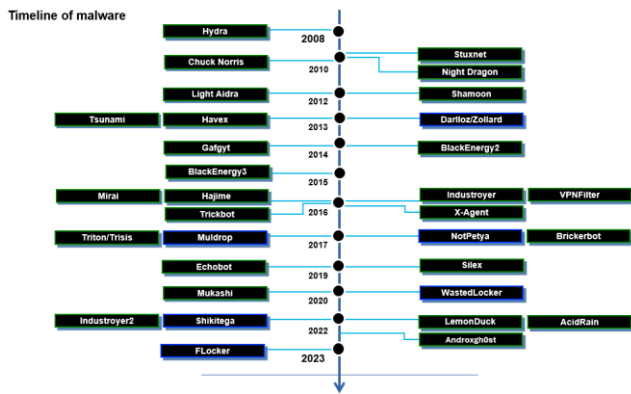 Timeline of malware
Hydra
2008
Stuxnet
Chuck Norris
2010
Night Dragon
Light Aidra
2012
Shamoon
Tsunami Havex
2013
Darlloz/Zollard
Gafgyt
2014
BlackEnergy2
BlackEnergy3
2015
Mirai Hajime
Industroyer VPNFilter
Trickbot
2016
X-Agent
Triton/Trisis Muldrop
2017
NotPetya Brickerbot
Echobot
2019
Silex
Mukashi
2020
WastedLocker
Industroyer2 Shikitega
2022
LemonDuck AcidRain
Androxgh0st
FLocker
2023